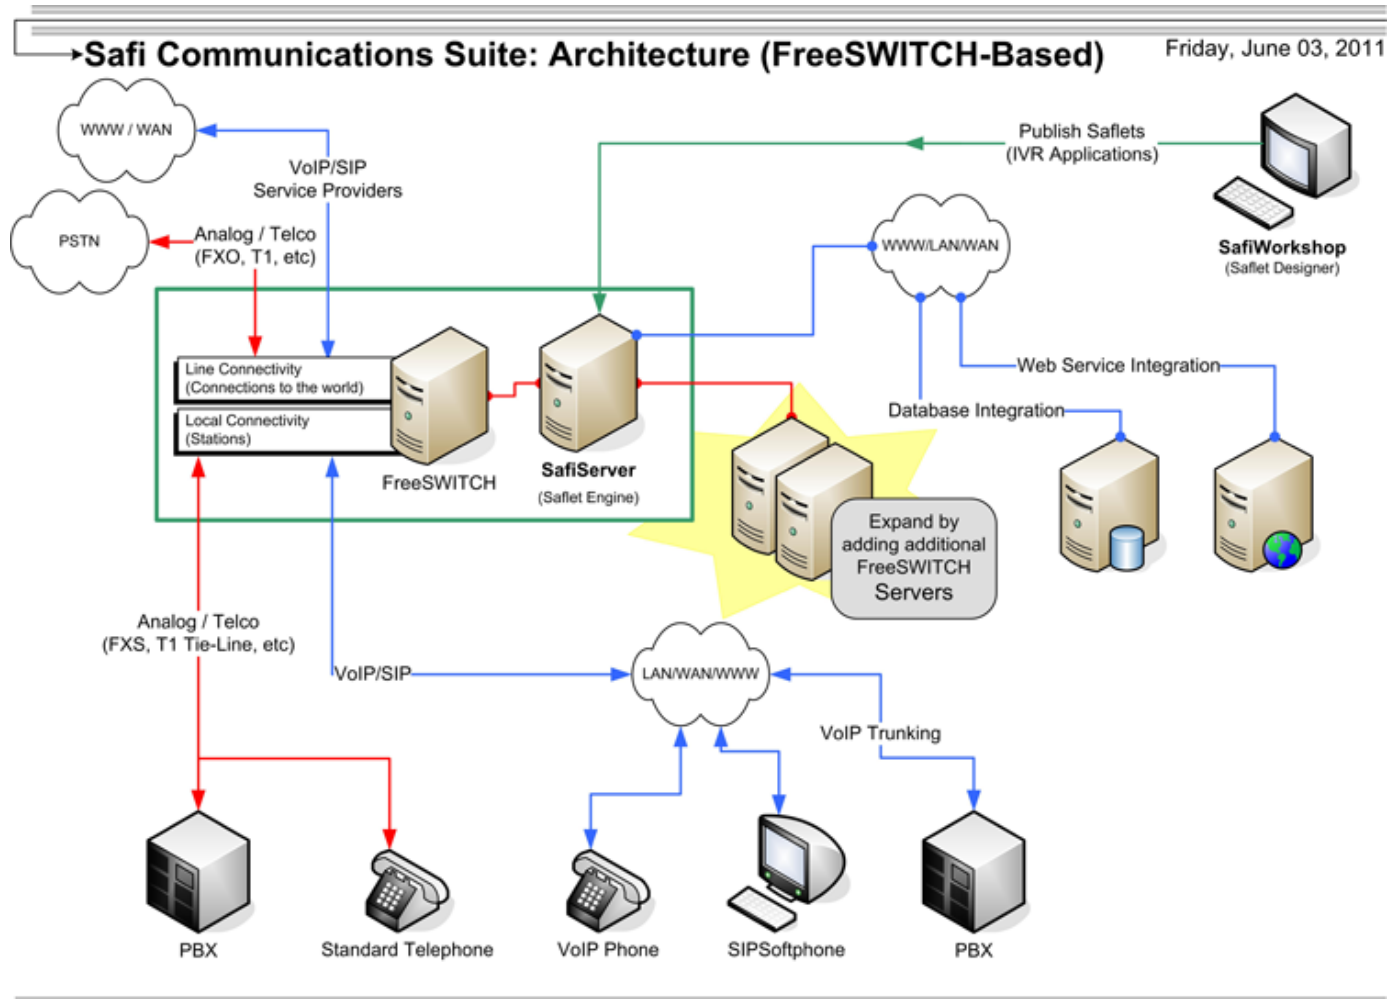 Safi Communications Suite: Architecture (FreeSWITCH-Based)
Friday, June 03, 2011
WWW / WAN
VoIP/SIP
Service Providers
Publish Saflets
(IVR Applications)
PSTN
Analog / Telco
(FXO, T1, etc)
WWW/LAN/WAN
SafiWorkshop
(Saflet Designer)
Line Connectivity
(Connections to the world)
Local Connectivity
(Stations)
FreeSWITCH
SafiServer
(Saflet Engine)
Web Service Integration
Database Integration
Expand by
adding additional
FreeSWITCH
Servers
Analog / Telco
(FXS, T1 Tie-Line, etc)
VoIP/SIP
LAN/WAN/WWW
VoIP Trunking
PBX
Standard Telephone
VoIP Phone
SIPSoftphone
PBX